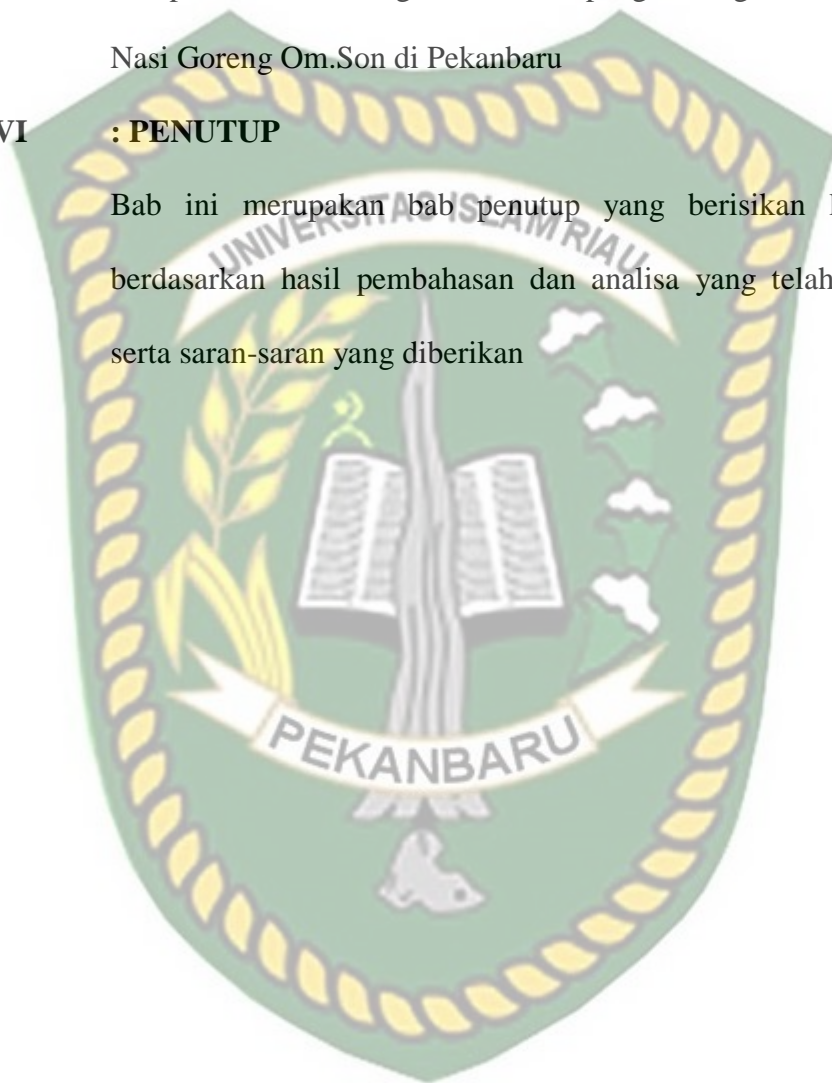 Nasi Goreng Om.Son di Pekanbaru
VI : PENUTUP
Bab ini merupakan bab penutup yang berisikan
UNIVERSITAS ISLAM RIAU
berdasarkan hasil pembahasan dan analisa yang telah
serta saran-saran yang diberikan
PEKANBARU